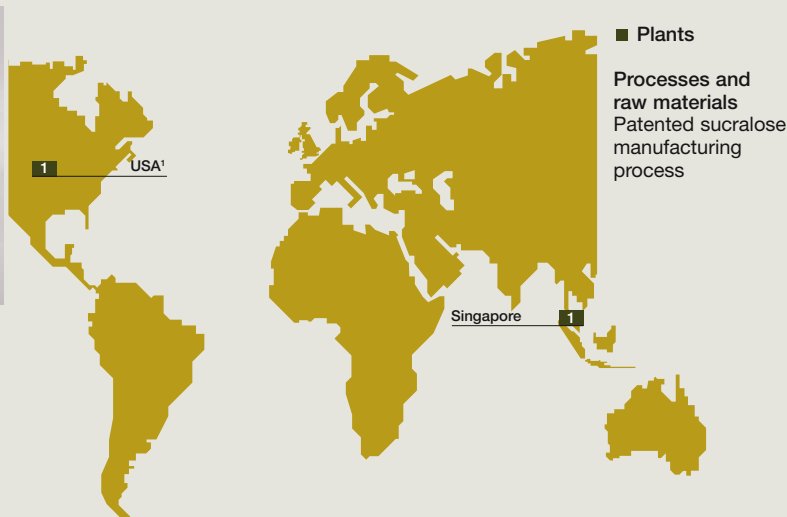 Plants
Processes and
raw materials
Patented sucralose
manufacturing
process
1
USA¹
Singapore
1